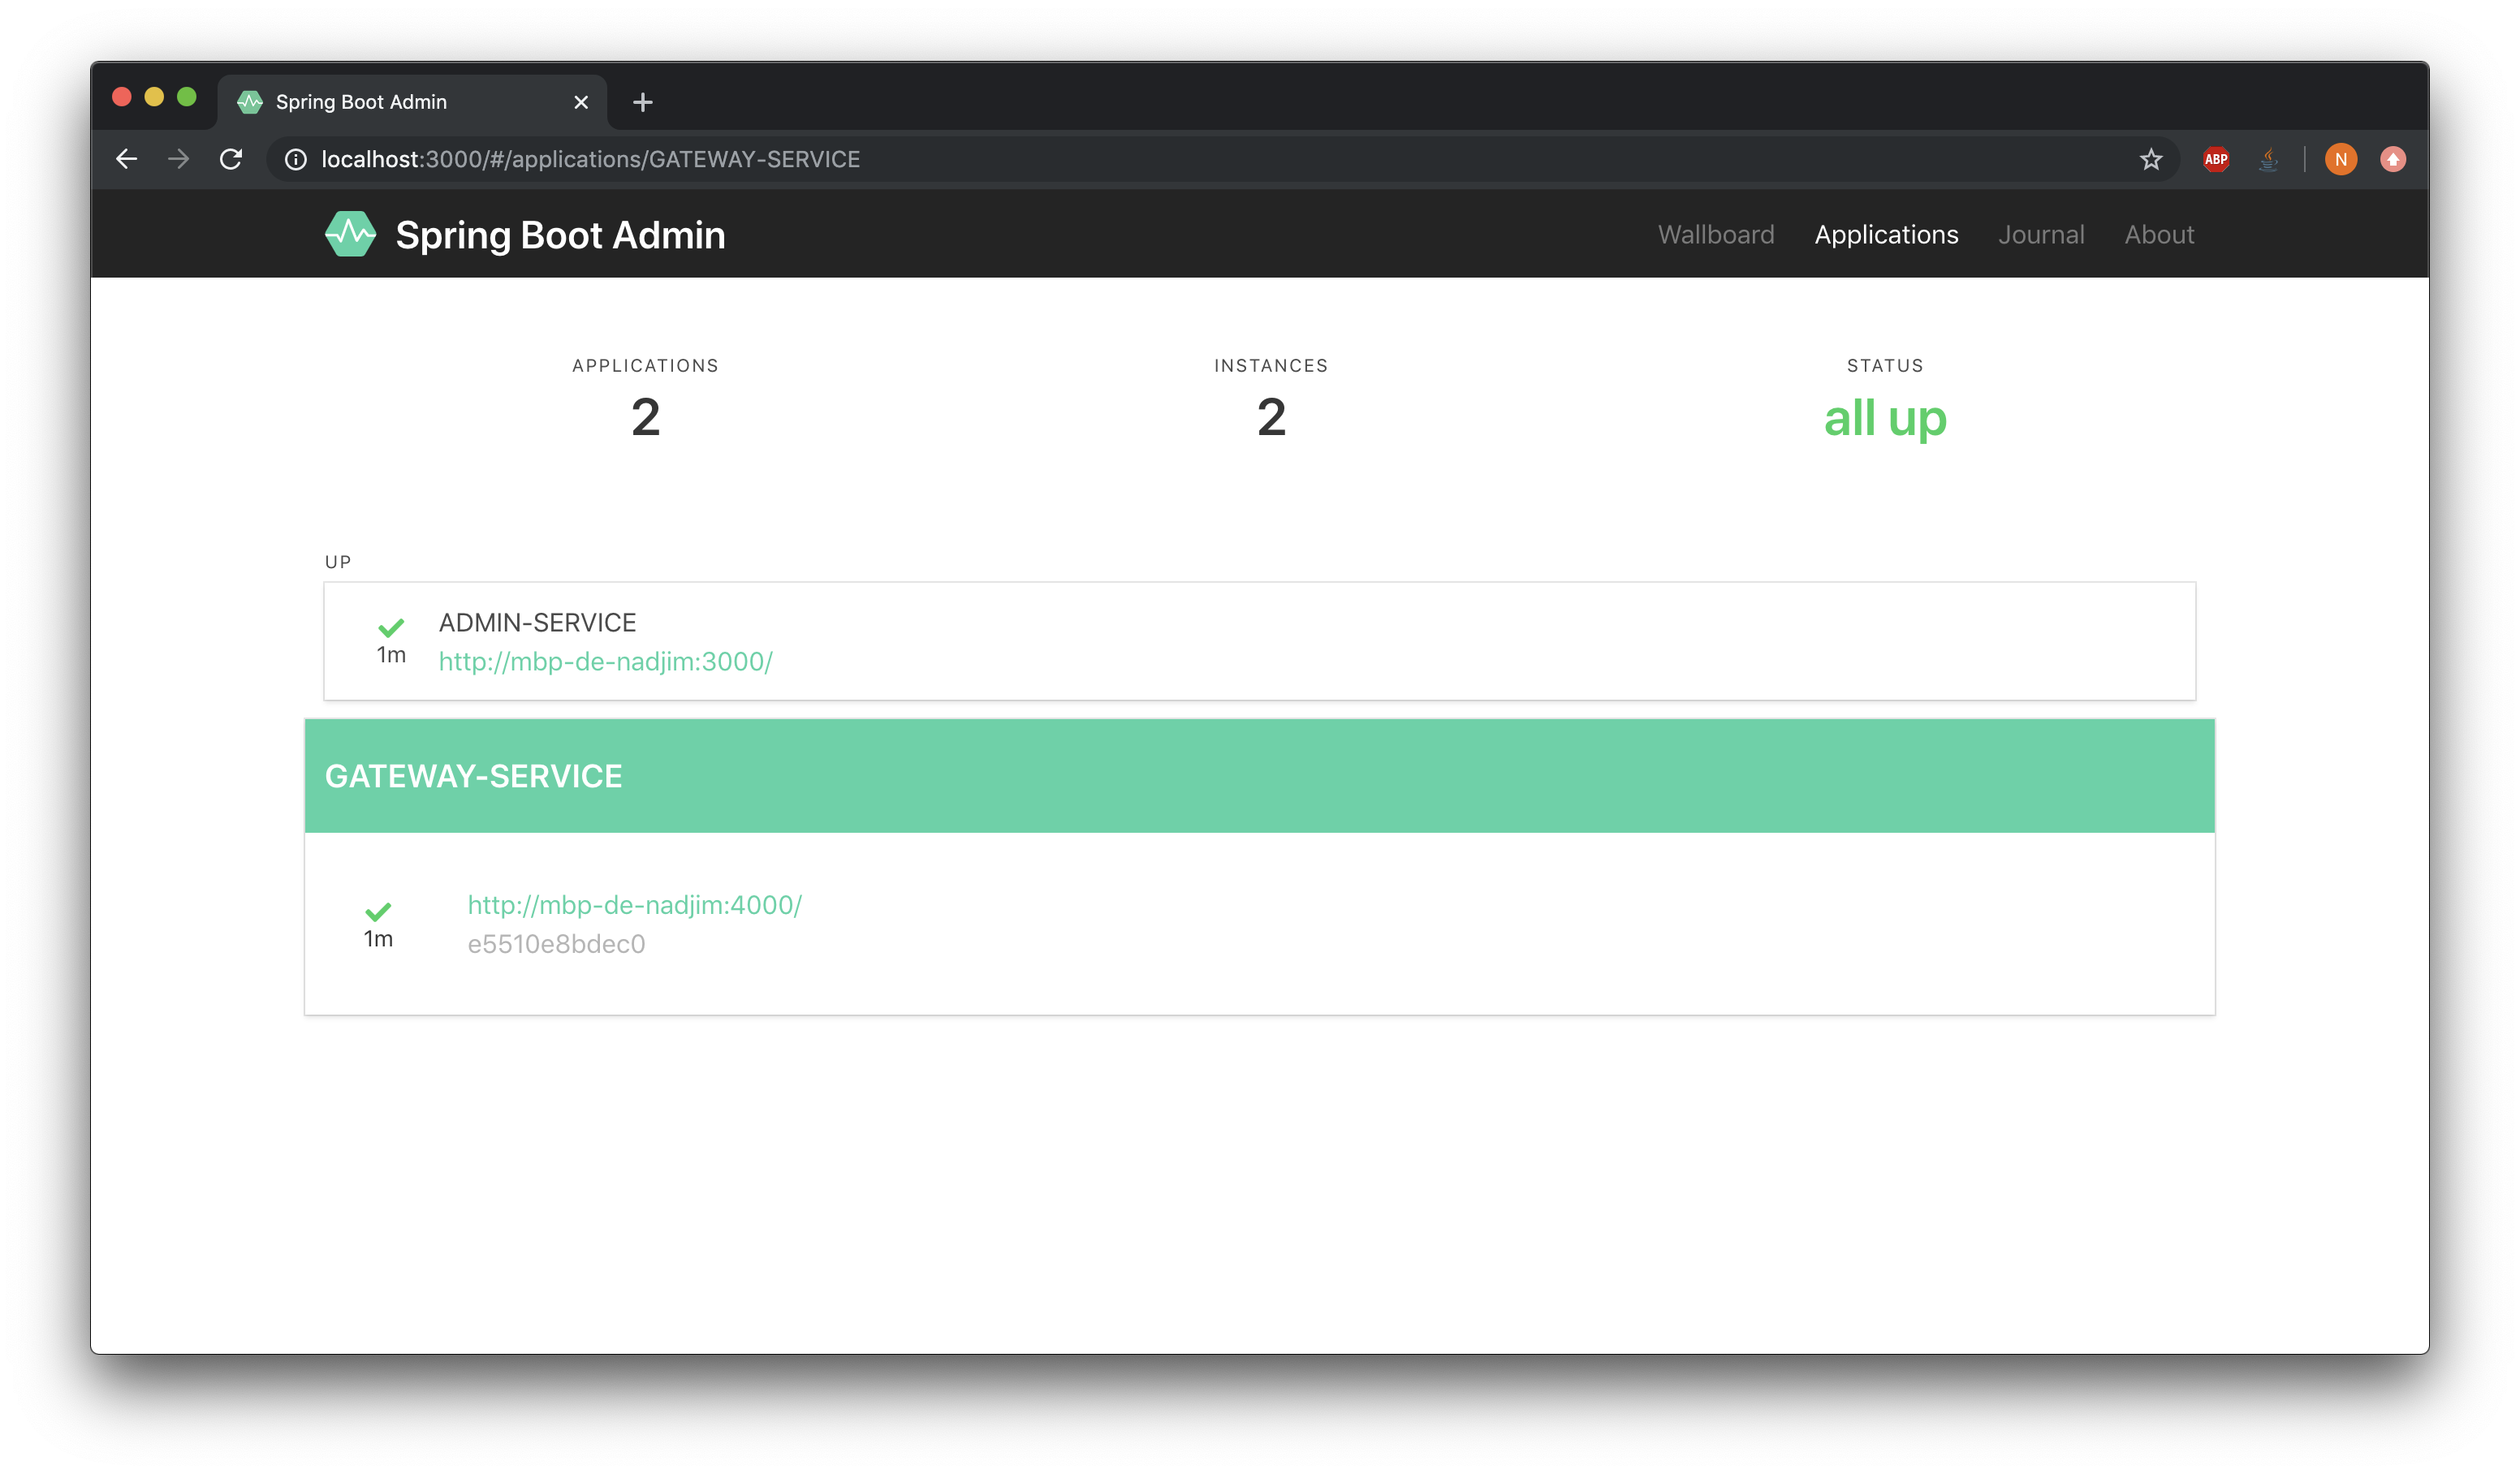 Spring Boot Admin
localhost:3000/#/applications/GATEWAY-SERVICE
ABP
N
Spring Boot Admin
Wallboard Applications Journal About
APPLICATIONS INSTANCES STATUS
2 2 all up
UP
ADMIN-SERVICE
1m
http://mbp-de-nadjim:3000/
GATEWAY-SERVICE
http://mbp-de-nadjim:4000/
1m
e5510e8bdec0